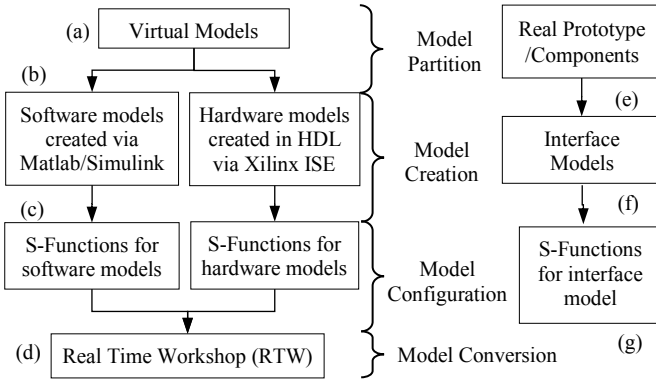 (a)
Virtual Models
Model
Partition
Real Prototype
/Components
(b)
(e)
Software models
created via
Matlab/Simulink
Hardware models
created in HDL
via Xilinx ISE
Model
Creation
Interface
Models
(c)
(f)
S-Functions for
software models
S-Functions for
hardware models
Model
Configuration
S-Functions
for interface
model
(d)
Real Time Workshop (RTW)
Model Conversion
(g)